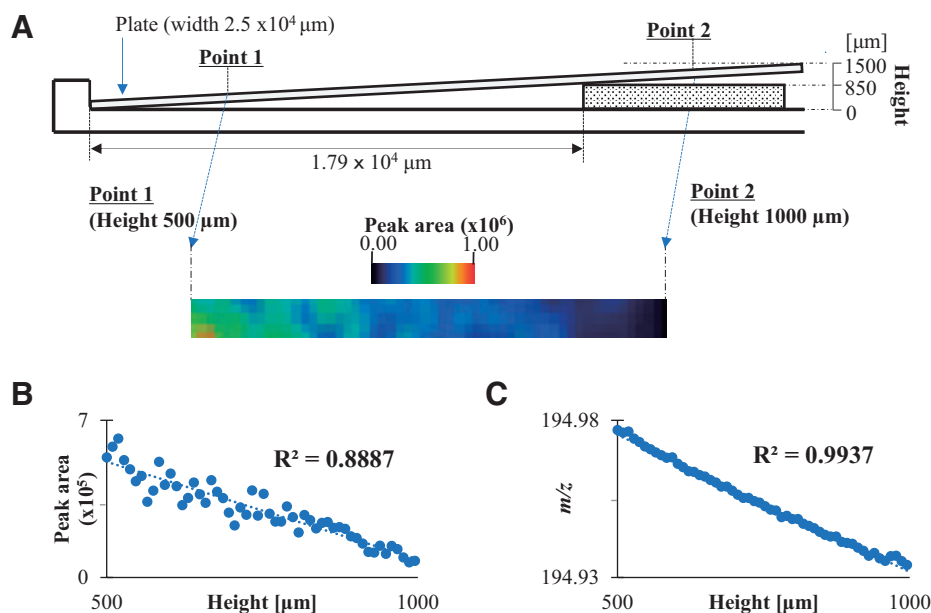 A
Plate (width 2.5 x10⁴ µm)
Point 1
Point 2
[µm]
1500
850
0
Height
1.79 x 10⁴ µm
Point 1
(Height 500 µm)
Point 2
(Height 1000 µm)
Peak area (x10⁶)
0.00 1.00
B
7
R² = 0.8887
Peak area
(x10⁵)
0
500 Height [µm] 1000
C
194.98
R² = 0.9937
m/z
194.93
500 Height [µm] 1000